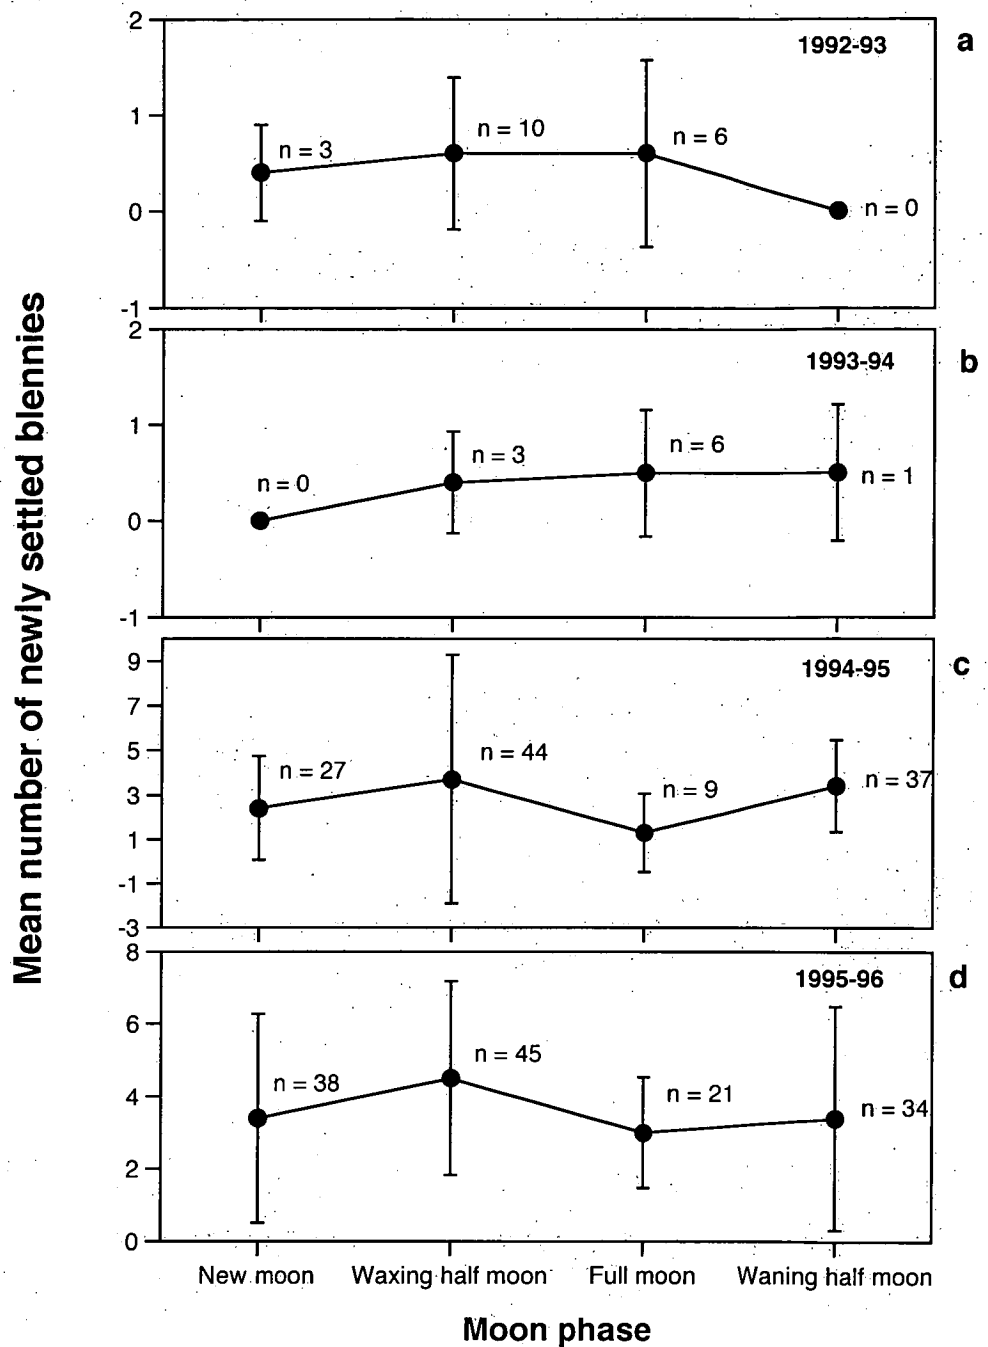 Mean number of newly settled blennies
2
1
0
-1
1992-93
a
n = 3
n = 10
n = 6
n = 0
2
1
0
-1
1993-94
b
n = 0
n = 3
n = 6
n = 1
9
7
5
3
1
-1
-3
1994-95
c
n = 27
n = 44
n = 9
n = 37
8
6
4
2
0
1995-96
d
n = 38
n = 45
n = 21
n = 34
New moon
Waxing half moon
Full moon
Waning half moon
Moon phase